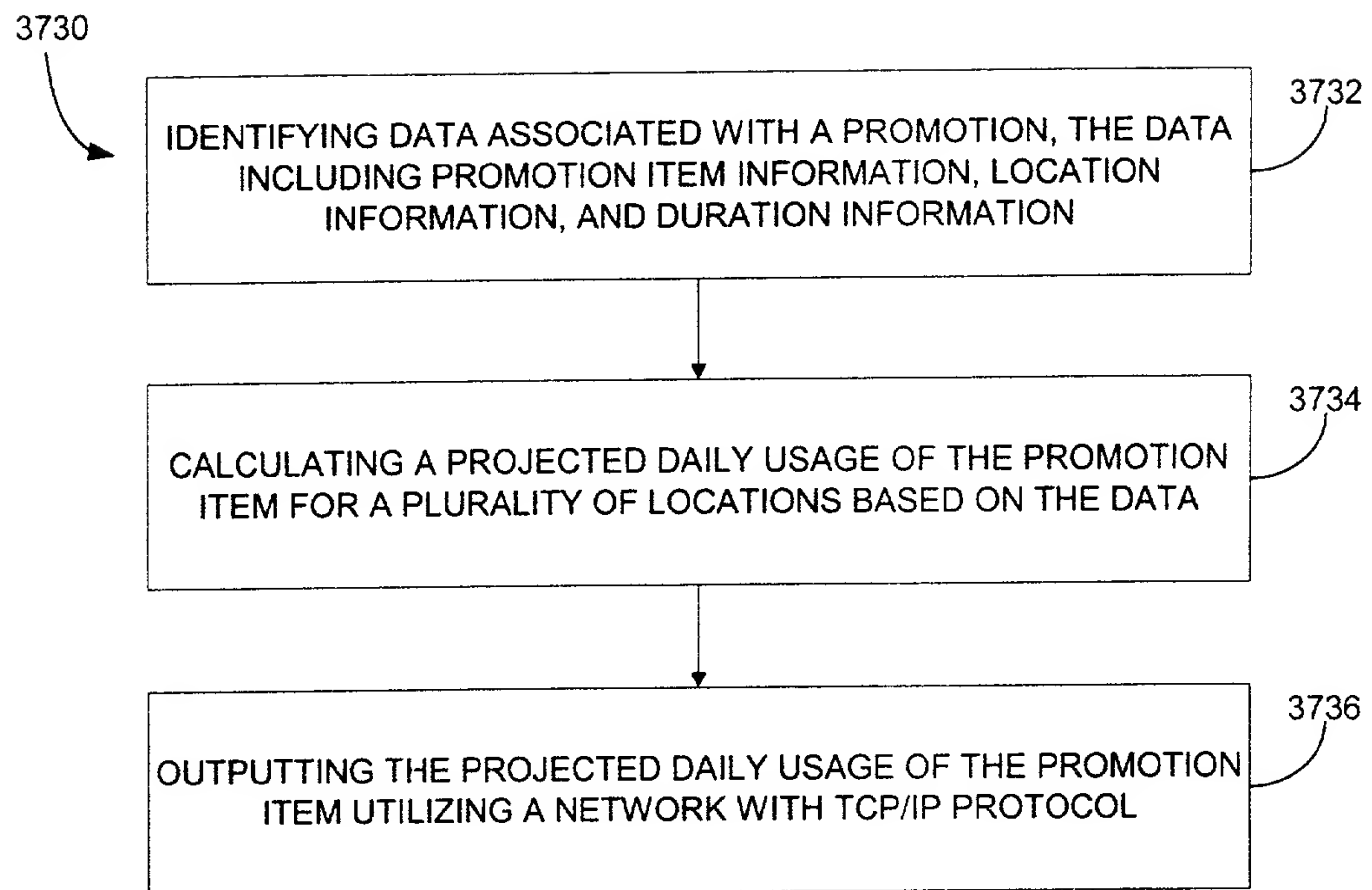 3730
3732
IDENTIFYING DATA ASSOCIATED WITH A PROMOTION, THE DATA
INCLUDING PROMOTION ITEM INFORMATION, LOCATION
INFORMATION, AND DURATION INFORMATION
3734
CALCULATING A PROJECTED DAILY USAGE OF THE PROMOTION
ITEM FOR A PLURALITY OF LOCATIONS BASED ON THE DATA
3736
OUTPUTTING THE PROJECTED DAILY USAGE OF THE PROMOTION
ITEM UTILIZING A NETWORK WITH TCP/IP PROTOCOL